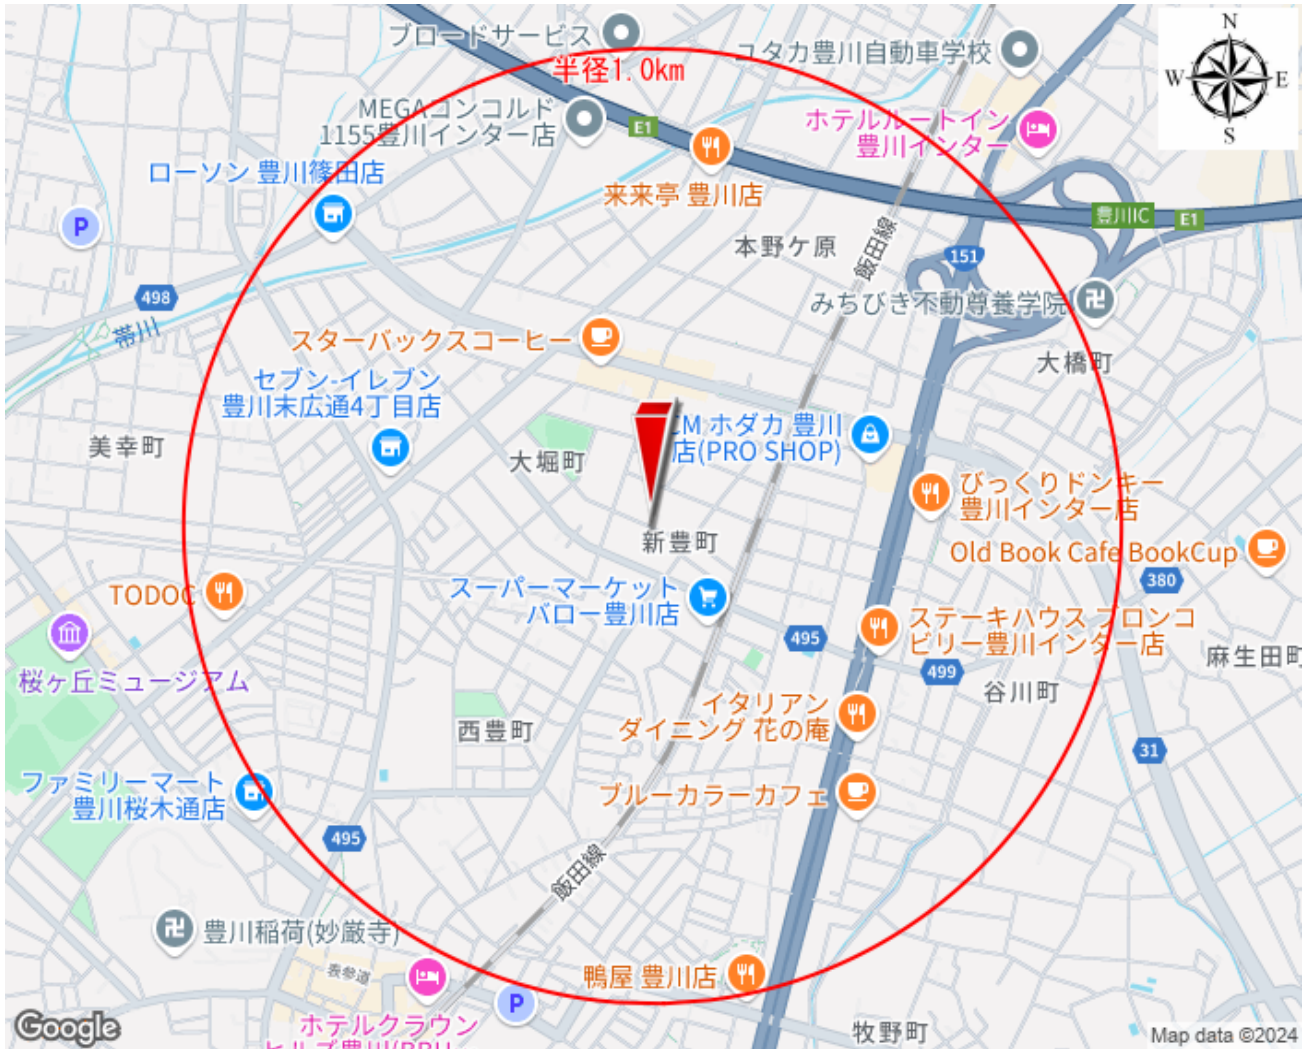 ブロードサービス
ユタカ豊川自動車学校
N
W
E
S
半径1.0km
MEGAコンコルド
1155豊川インター店
E1
ホテルルートイン
豊川インター
ローソン 豊川篠田店
来来亭 豊川店
P
豊川IC
E1
本野ケ原
飯田線
151
498
帯川
みちびき不動尊養学院
スターバックスコーヒー
大橋町
セブン-イレブン
豊川末広通4丁目店
CM ホダカ 豊川
店(PRO SHOP)
美幸町
大堀町
びっくりドンキー
豊川インター店
新豊町
Old Book Cafe BookCup
380
TODOC
スーパーマーケット
バロー豊川店
ステーキハウス ブロンコ
ビリー豊川インター店
495
499
麻生田町
桜ヶ丘ミュージアム
谷川町
イタリアン
ダイニング 花の庵
西豊町
31
ファミリーマート
豊川桜木通店
ブルーカラーカフェ
495
飯田線
豊川稲荷(妙厳寺)
表参道
鴨屋 豊川店
P
ホテルクラウン
ヒルズ豊川(BBH
牧野町
Google
Map data ©2024